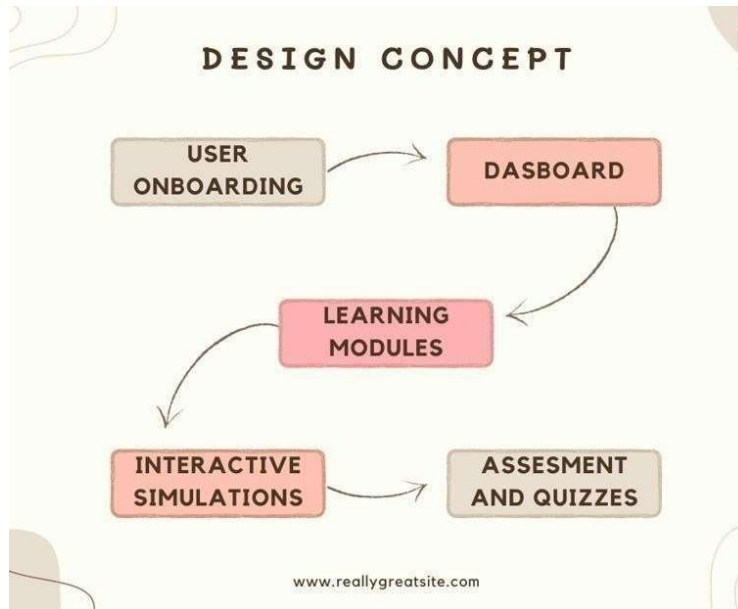 DESIGN CONCEPT
USER
ONBOARDING
DASBOARD
LEARNING
MODULES
INTERACTIVE
SIMULATIONS
ASSESMENT
AND QUIZZES
www.reallygreatsite.com